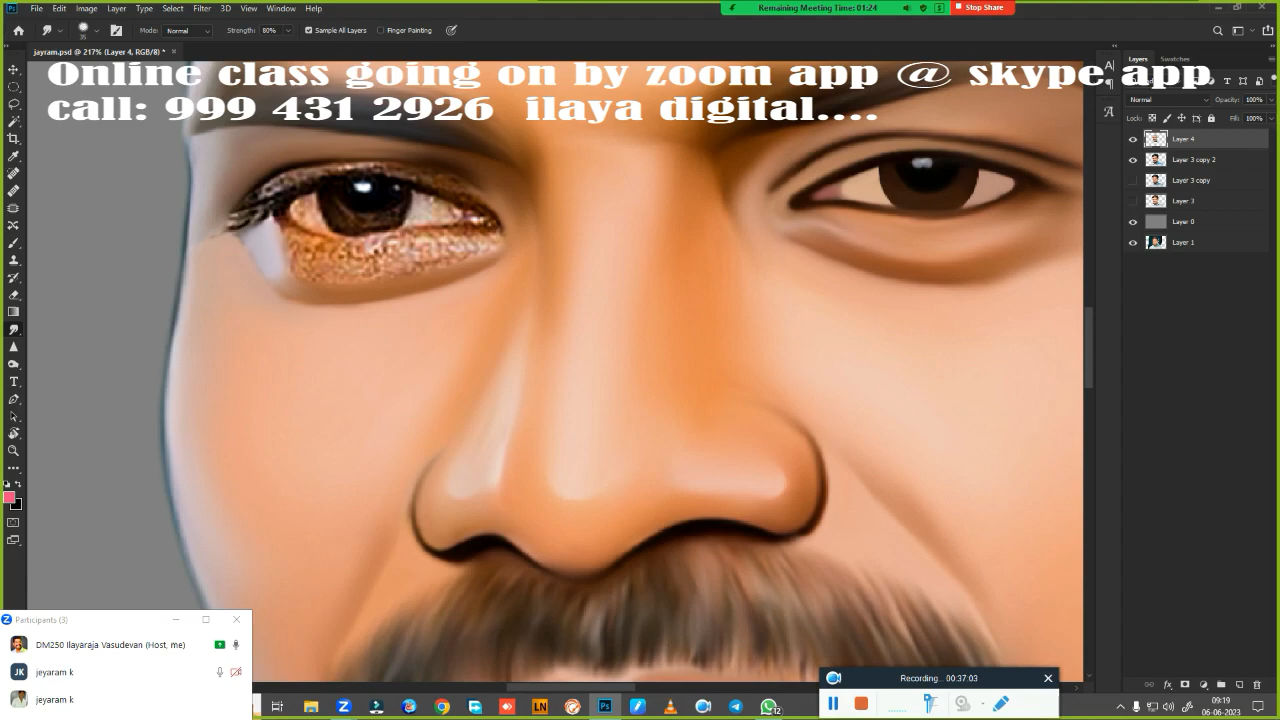 File Edit Image Layer Type Select Filter 3D View Window Help
Remaining Meeting Time: 01:24 Stop Share
Mode: Normal Strength: 80% Sample All Layers Finger Painting
jayram.psd @ 217% (Layer 4, RGB/8) *
Layers Swatches
Online class going on by zoom app @ skype app
call: 999 431 2926 ilaya digital....
Normal Opacity: 100%
Lock: Fill: 100%
Layer 4
Layer 3 copy 2
Layer 3 copy
Layer 3
Layer 0
Layer 1
Participants (3)
DM250 Ilayaraja Vasudevan (Host, me)
JK jeyaram k
jeyaram k
Recording... 00:37:03
09:19
06-06-2023